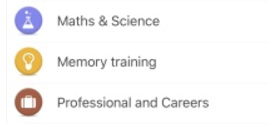 Maths & Science
Memory training
Professional and Careers